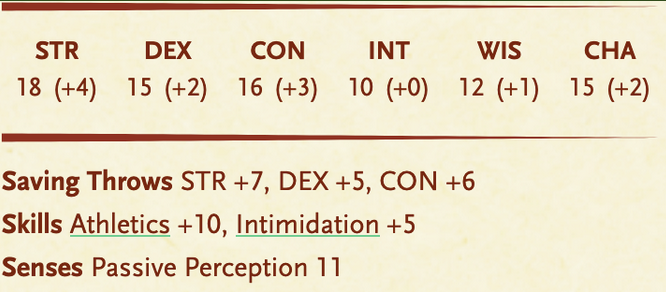 STR DEX CON INT WIS CHA
18 (+4) 15 (+2) 16 (+3) 10 (+0) 12 (+1) 15 (+2)
Saving Throws STR +7, DEX +5, CON +6
Skills Athletics +10, Intimidation +5
Senses Passive Perception 11